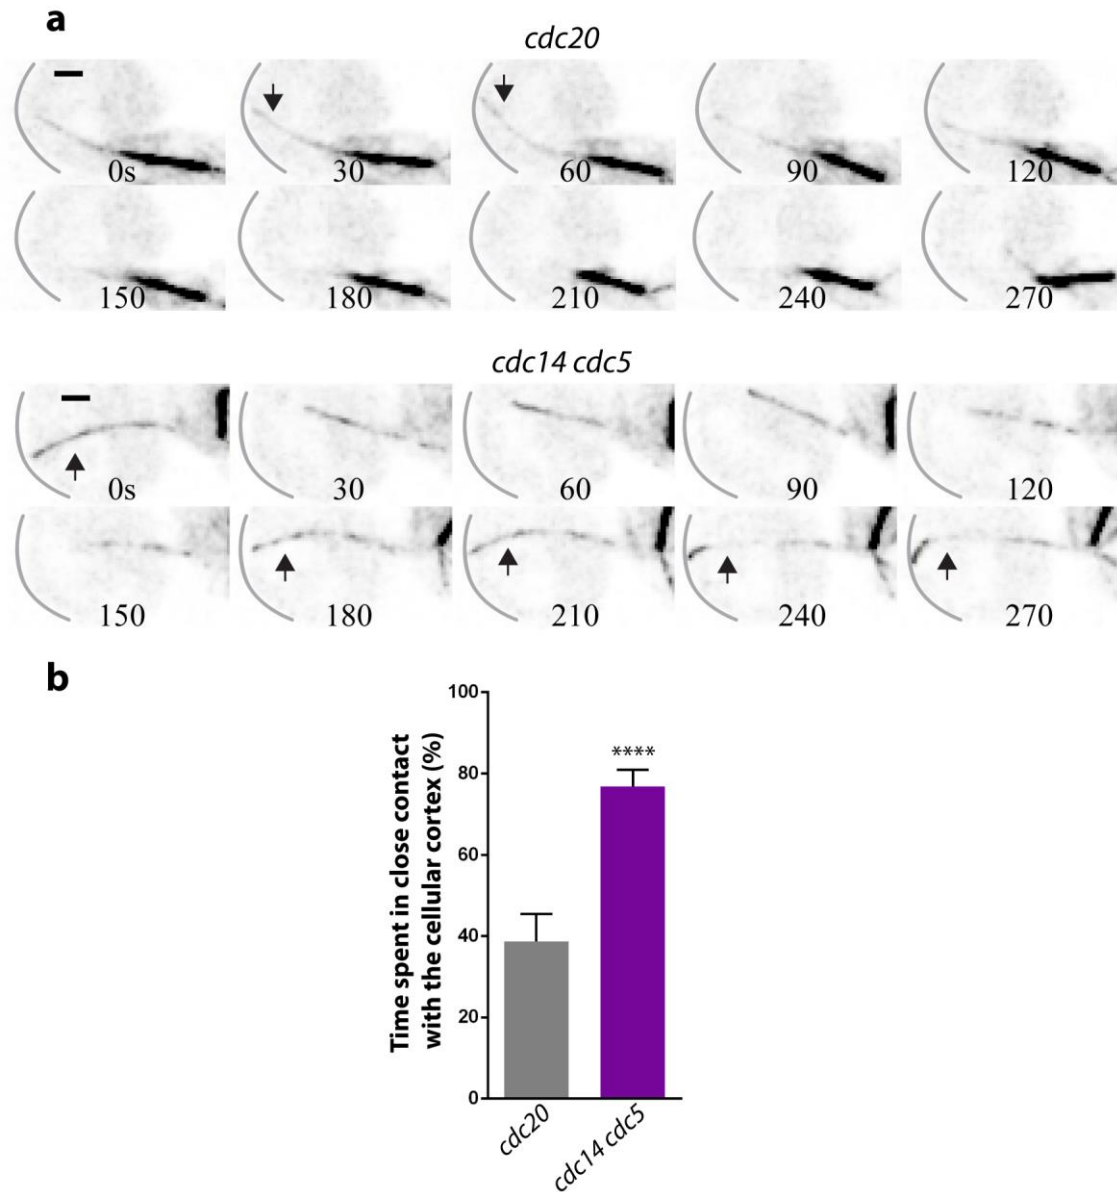 a
cdc20
0s 30 60 90 120
150 180 210 240 270
cdc14 cdc5
0s 30 60 90 120
150 180 210 240 270
b
Time spent in close contact
with the cellular cortex (%)
100
80
60
40
20
0
****
cdc20
cdc14 cdc5